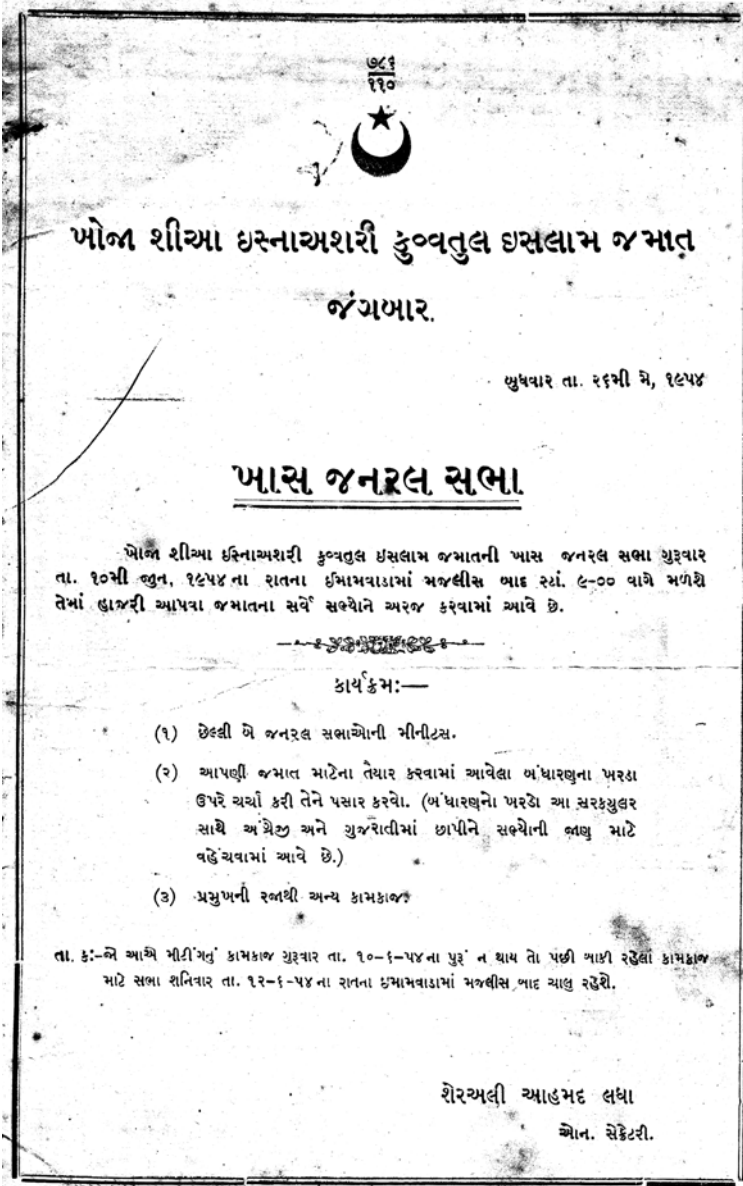 ૭૮૬
૧૧૦
ખોજા શીઆ ઇસ્નાઅશરી કુવ્વતુલ ઇસલામ જમાત
જંગબાર.
બુધવાર તા. ૨૬મી મે, ૧૯૫૪
ખાસ જનરલ સભા
ખોજા શીઆ ઈસ્નાઅશરી કુવ્વતુલ ઇસલામ જમાતની ખાસ જનરલ સભા ગુરૂવાર
તા. ૧૦મી જુન, ૧૯૫૪ના રાતના ઈમામવાડામાં મજલીસ બાદ સ્ટાં. ૯-૦૦ વાગે મળશે
તેમાં હાજરી આપવા જમાતના સર્વે સભ્યોને અરજ કરવામાં આવે છે.
કાર્યક્રમ:—
(૧) છેલ્લી બે જનરલ સભાઓની મીનીટસ.
(૨) આપણી જમાત માટેના તૈયાર કરવામાં આવેલા બંધારણના ખરડા
ઉપર ચર્ચા કરી તેને પસાર કરવો. (બંધારણનો ખરડો આ સરક્યુલર
સાથે અંગ્રેજી અને ગુજરાતીમાં છાપીને સભ્યોની જાણ માટે
વહેંચવામાં આવે છે.)
(૩) પ્રમુખની રજાથી અન્ય કામકાજ.
તા. ક:-જો આએ મીટીંગનું કામકાજ ગુરૂવાર તા. ૧૦-૬-૫૪ના પુરૂં ન થાય તો પછી બાકી રહેલાં કામકાજ
માટે સભા શનિવાર તા. ૧૨-૬-૫૪ના રાતના ઇમામવાડામાં મજલીસ બાદ ચાલુ રહેશે.
શેરઅલી આહમદ લધા
ઓન. સેક્રેટરી.